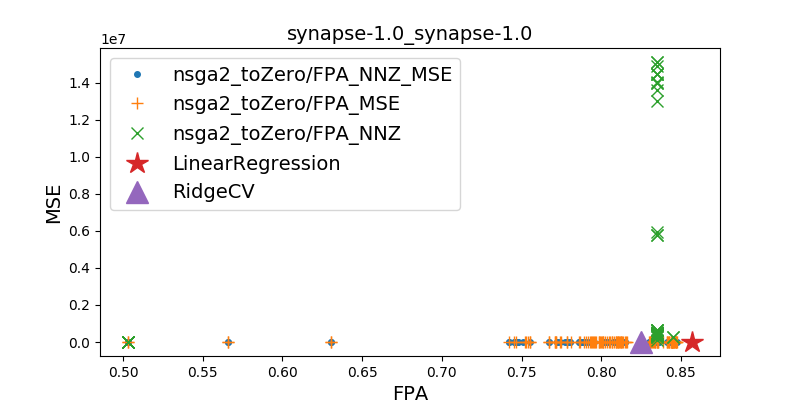 synapse-1.0_synapse-1.0
1e7
nsga2_toZero/FPA_NNZ_MSE
nsga2_toZero/FPA_MSE
nsga2_toZero/FPA_NNZ
LinearRegression
RidgeCV
MSE
1.4
1.2
1.0
0.8
0.6
0.4
0.2
0.0
0.50 0.55 0.60 0.65 0.70 0.75 0.80 0.85
FPA